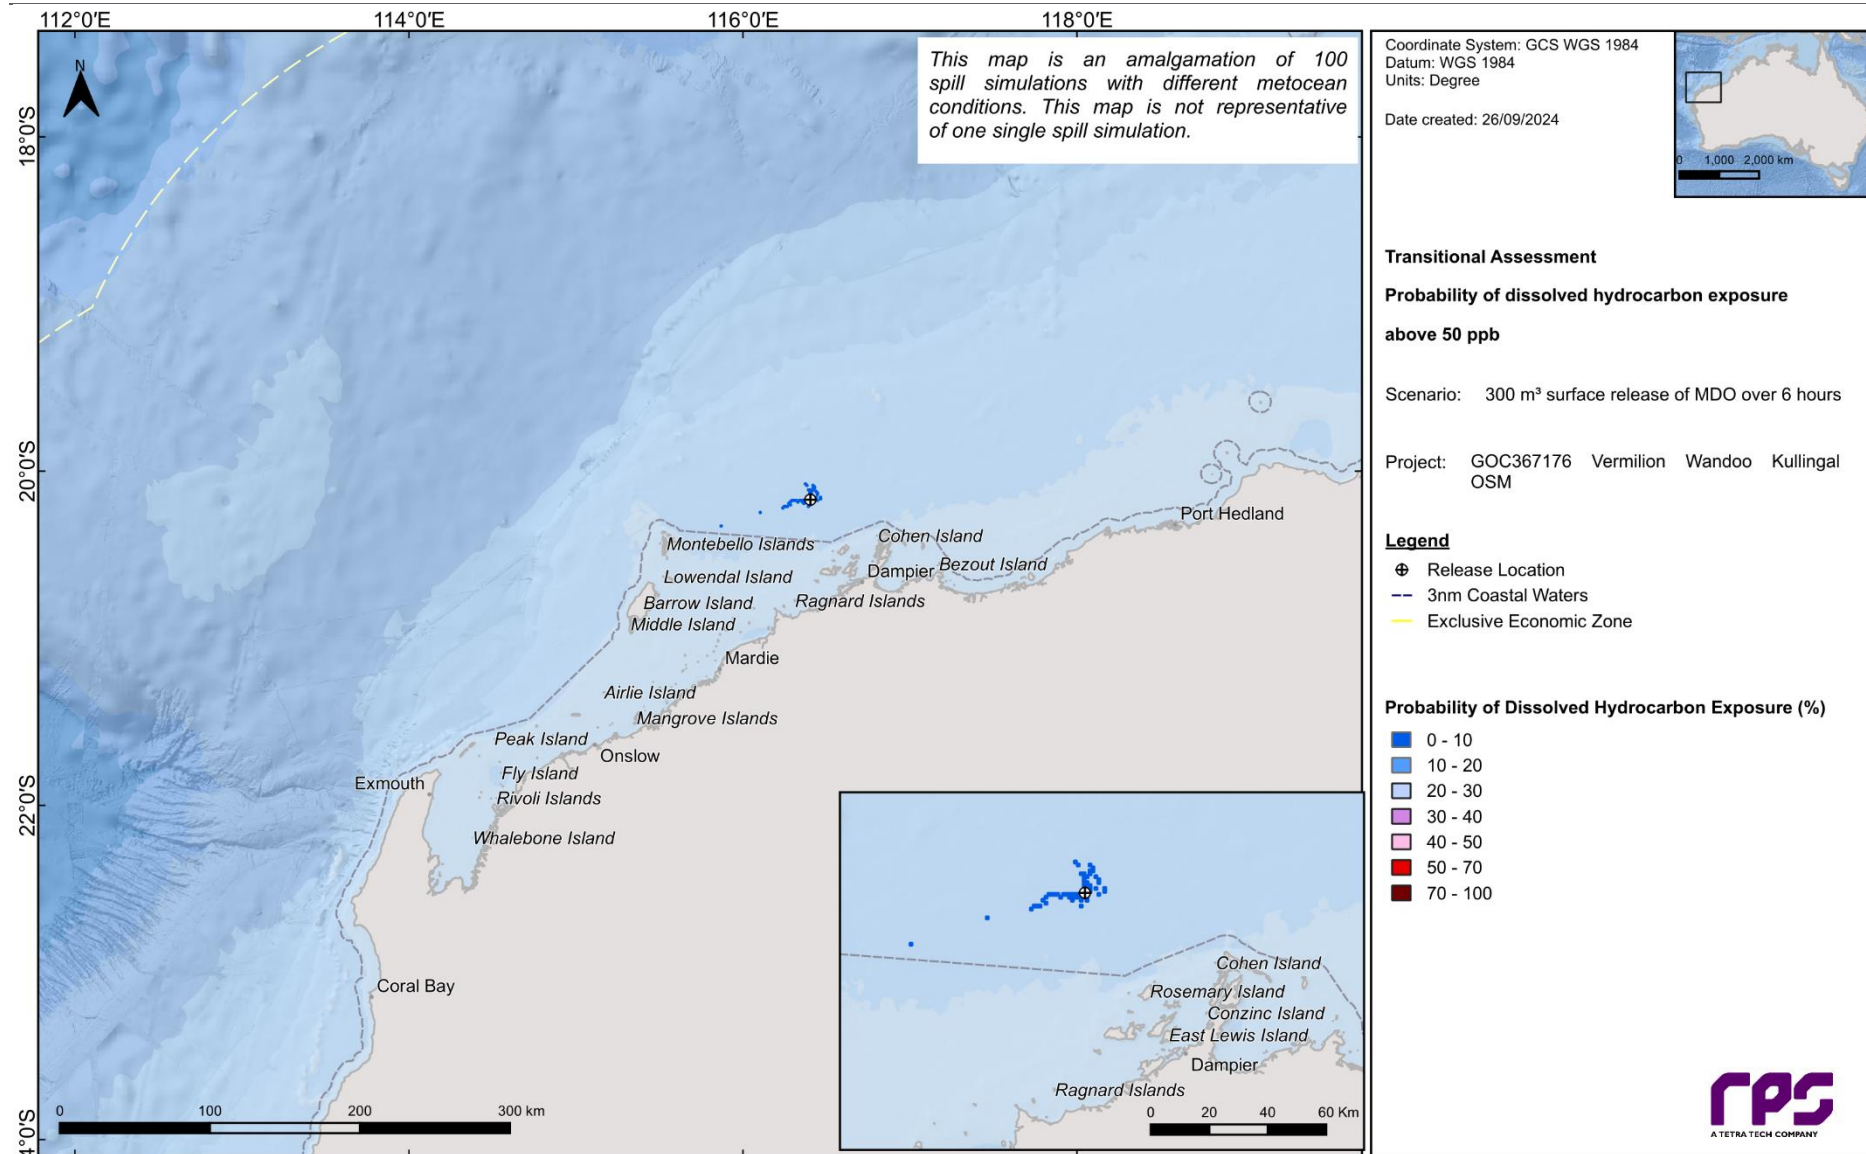 112°0'E 114°0'E 116°0'E 118°0'E
N
18°0'S
20°0'S
22°0'S
4°0'S
This map is an amalgamation of 100
spill simulations with different metocean
conditions. This map is not representative
of one single spill simulation.
Port Hedland
Cohen Island
Montebello Islands
Bezout Island
Dampier
Lowendal Island
Ragnard Islands
Barrow Island
Middle Island
Mardie
Airlie Island
Mangrove Islands
Peak Island
Onslow
Fly Island
Exmouth
Rivoli Islands
Whalebone Island
Coral Bay
0 100 200 300 km
Cohen Island
Rosemary Island
Conzinc Island
East Lewis Island
Dampier
Ragnard Islands
0 20 40 60 Km
Coordinate System: GCS WGS 1984
Datum: WGS 1984
Units: Degree
Date created: 26/09/2024
0 1,000 2,000 km
Transitional Assessment
Probability of dissolved hydrocarbon exposure
above 50 ppb
Scenario: 300 m³ surface release of MDO over 6 hours
Project: GOC367176 Vermilion Wandoo Kullingal
OSM
Legend
Release Location
3nm Coastal Waters
Exclusive Economic Zone
Probability of Dissolved Hydrocarbon Exposure (%)
0 - 10
10 - 20
20 - 30
30 - 40
40 - 50
50 - 70
70 - 100
rps
A TETRA TECH COMPANY